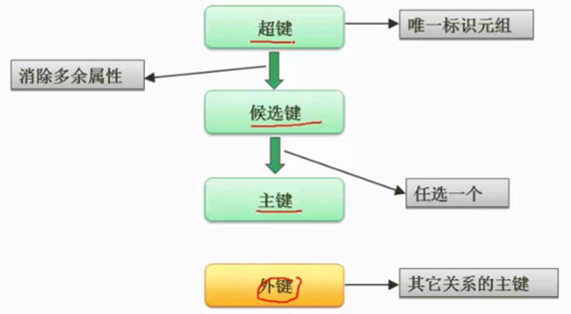 超键
唯一标识元组
消除多余属性
候选键
任选一个
主键
外键
其它关系的主键